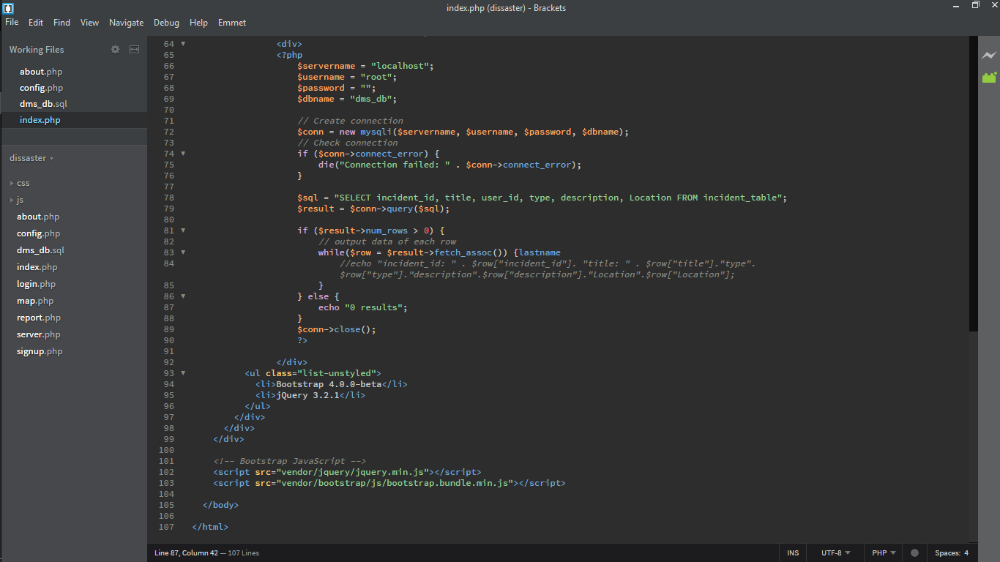 index.php (dissaster) - Brackets
File Edit Find View Navigate Debug Help Emmet
Working Files
about.php
config.php
dms_db.sql
index.php
dissaster
css
js
about.php
config.php
dms_db.sql
index.php
login.php
map.php
report.php
server.php
signup.php
64 <div>
65 <?php
66 $servername = "localhost";
67 $username = "root";
68 $password = "";
69 $dbname = "dms_db";
70
71 // Create connection
72 $conn = new mysqli($servername, $username, $password, $dbname);
73 // Check connection
74 if ($conn->connect_error) {
75 die("Connection failed: " . $conn->connect_error);
76 }
77
78 $sql = "SELECT incident_id, title, user_id, type, description, Location FROM incident_table";
79 $result = $conn->query($sql);
80
81 if ($result->num_rows > 0) {
82 // output data of each row
83 while($row = $result->fetch_assoc()) {lastname
84 //echo "incident_id: " . $row["incident_id"]. "title: " . $row["title"]."type".
$row["type"]."description".$row["description"]."Location".$row["Location"];
85 }
86 } else {
87 echo "0 results";
88 }
89 $conn->close();
90 ?>
91
92 </div>
93 <ul class="list-unstyled">
94 <li>Bootstrap 4.0.0-beta</li>
95 <li>jQuery 3.2.1</li>
96 </ul>
97 </div>
98 </div>
99 </div>
100
101 <!-- Bootstrap JavaScript -->
102 <script src="vendor/jquery/jquery.min.js"></script>
103 <script src="vendor/bootstrap/js/bootstrap.bundle.min.js"></script>
104
105 </body>
106
107 </html>
Line 87, Column 42 — 107 Lines
INS UTF-8 PHP Spaces: 4